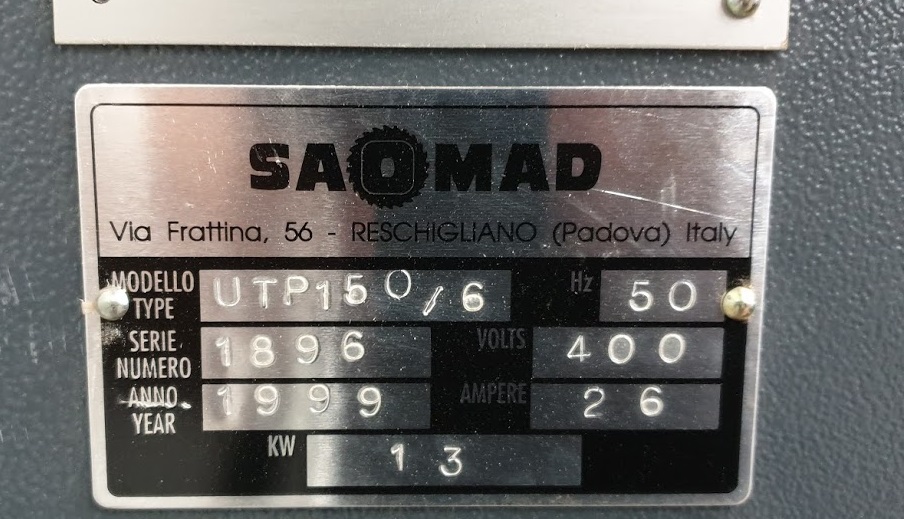 SAOMAD
Via Frattina, 56 - RESCHIGLIANO (Padova) Italy
MODELLO
TYPE
UTP150/6
Hz
50
SERIE
NUMERO
1896
VOLTS
400
ANNO
YEAR
1999
AMPERE
26
KW
13